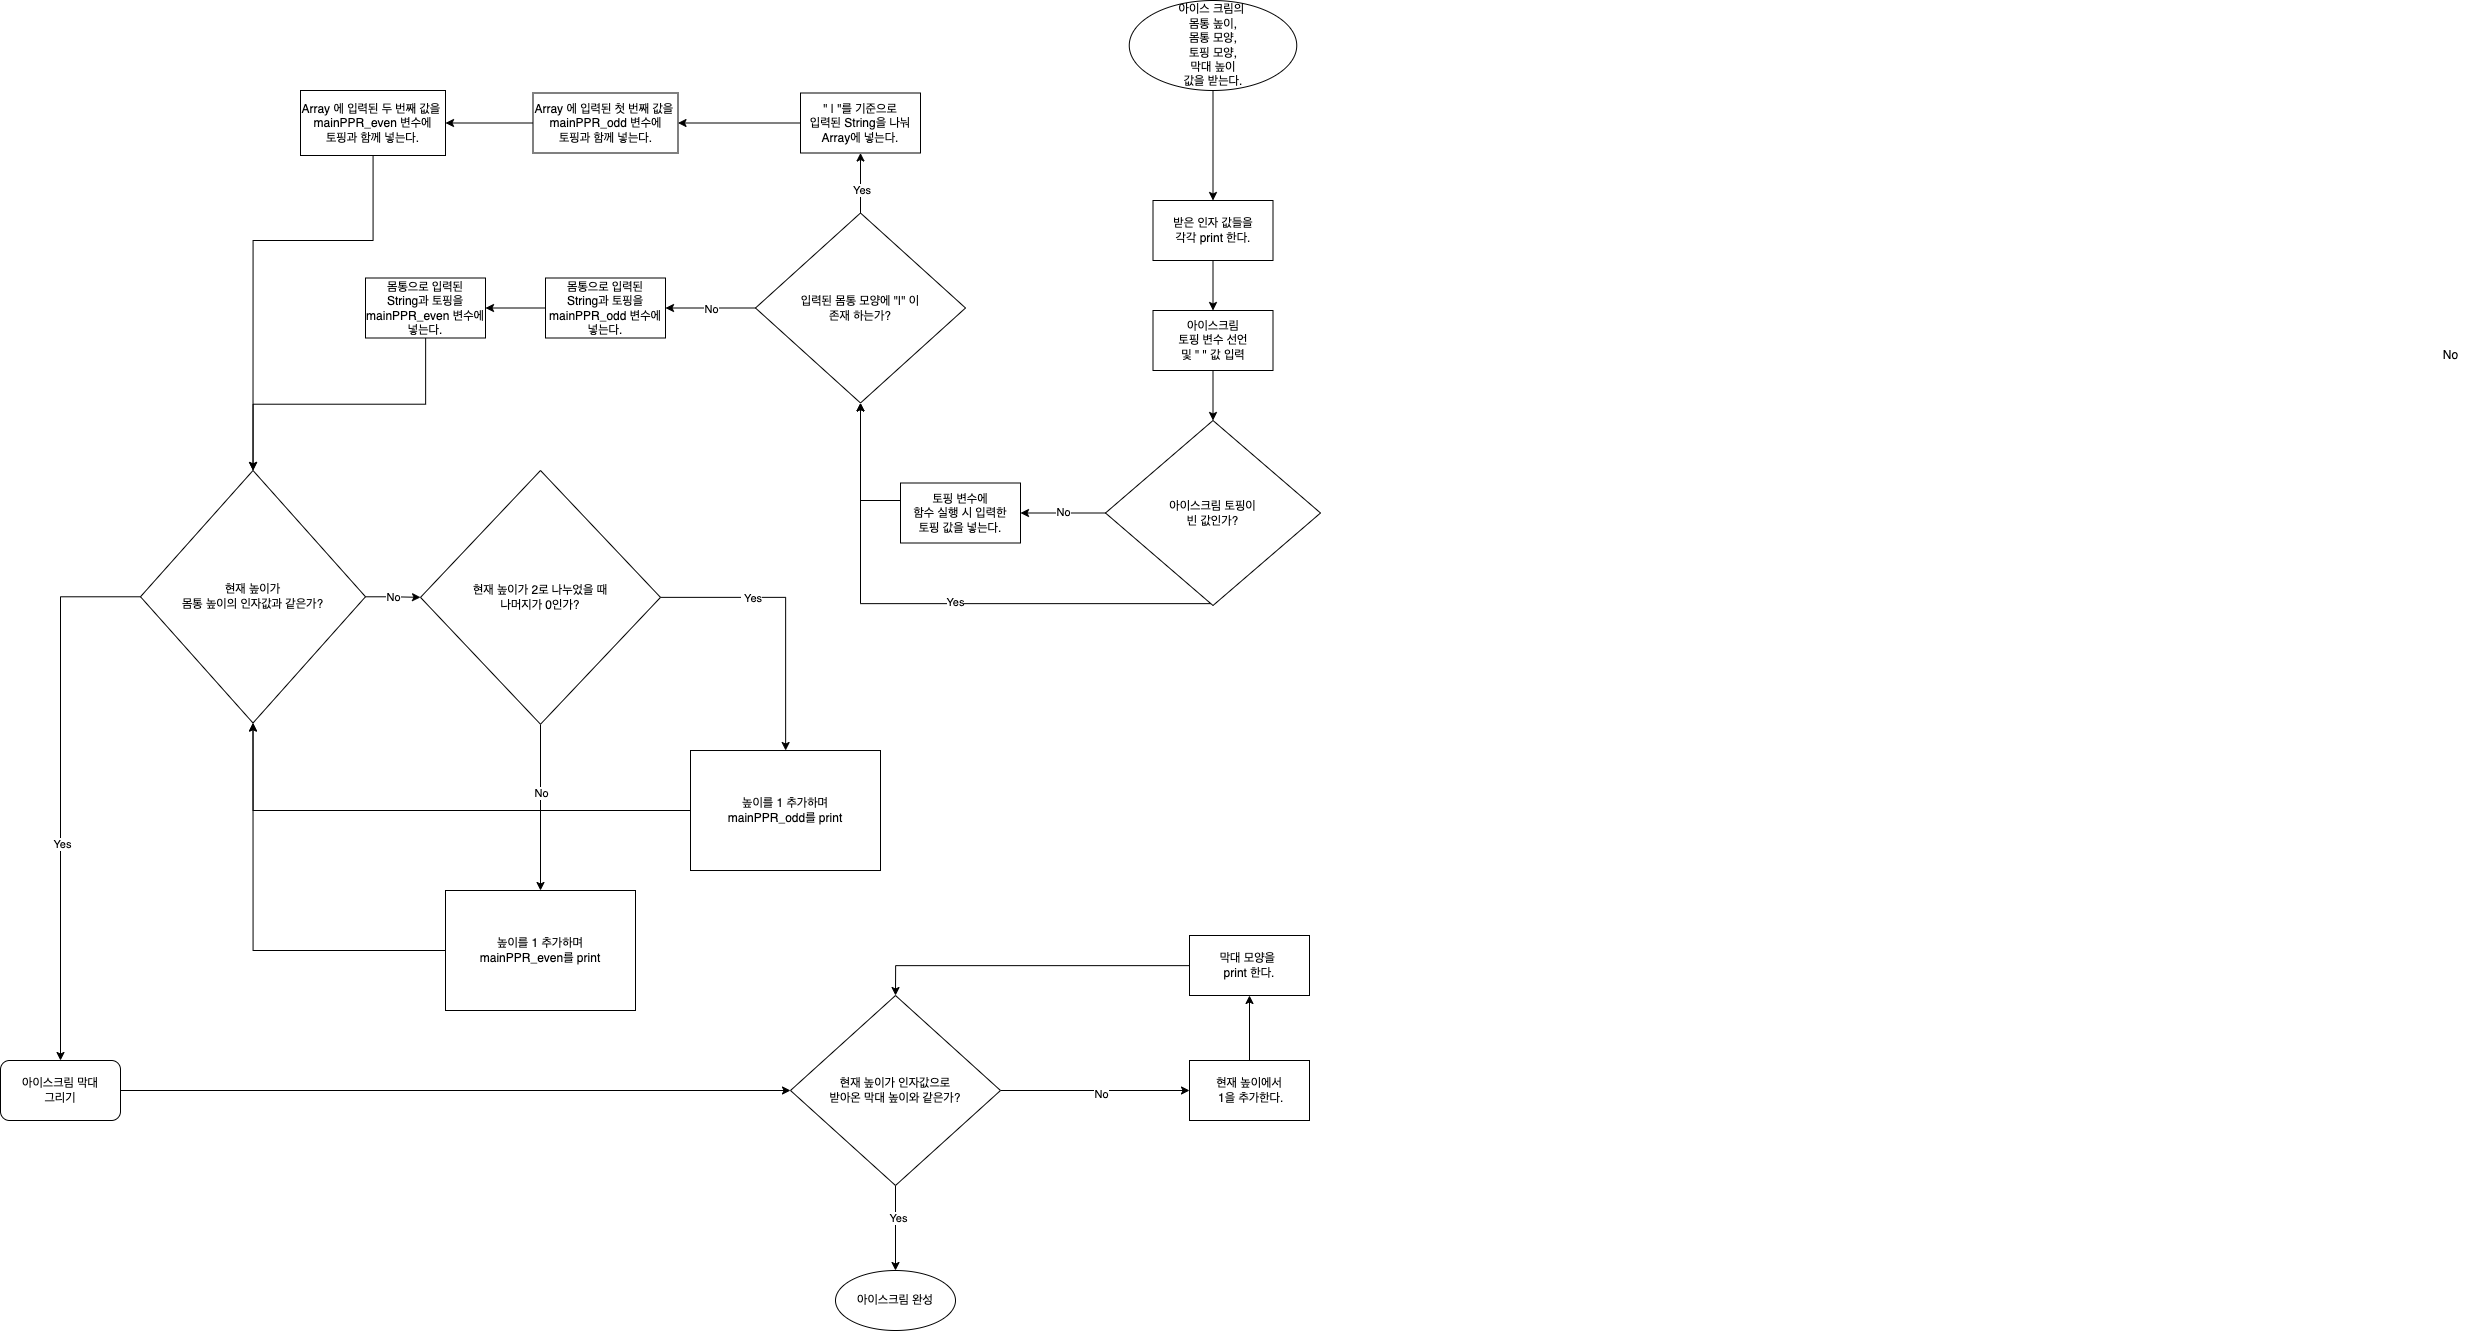 아이스 크림의
몸통 높이,
몸통 모양,
토핑 모양,
막대 높이
값을 받는다.
받은 인자 값들을
각각 print 한다.
아이스크림
토핑 변수 선언
및 " " 값 입력
아이스크림 토핑이
빈 값인가?
No
토핑 변수에
함수 실행 시 입력한
토핑 값을 넣는다.
Yes
입력된 몸통 모양에 "|" 이
존재 하는가?
Yes
" | "를 기준으로
입력된 String을 나눠
Array에 넣는다.
Array 에 입력된 첫 번째 값을
mainPPR_odd 변수에
토핑과 함께 넣는다.
Array 에 입력된 두 번째 값을
mainPPR_even 변수에
토핑과 함께 넣는다.
No
몸통으로 입력된
String과 토핑을
mainPPR_odd 변수에
넣는다.
몸통으로 입력된
String과 토핑을
mainPPR_even 변수에
넣는다.
현재 높이가
몸통 높이의 인자값과 같은가?
No
현재 높이가 2로 나누었을 때
나머지가 0인가?
Yes
높이를 1 추가하며
mainPPR_odd를 print
No
높이를 1 추가하며
mainPPR_even를 print
Yes
아이스크림 막대
그리기
현재 높이가 인자값으로
받아온 막대 높이와 같은가?
No
현재 높이에서
1을 추가한다.
막대 모양을
print 한다.
Yes
아이스크림 완성
No